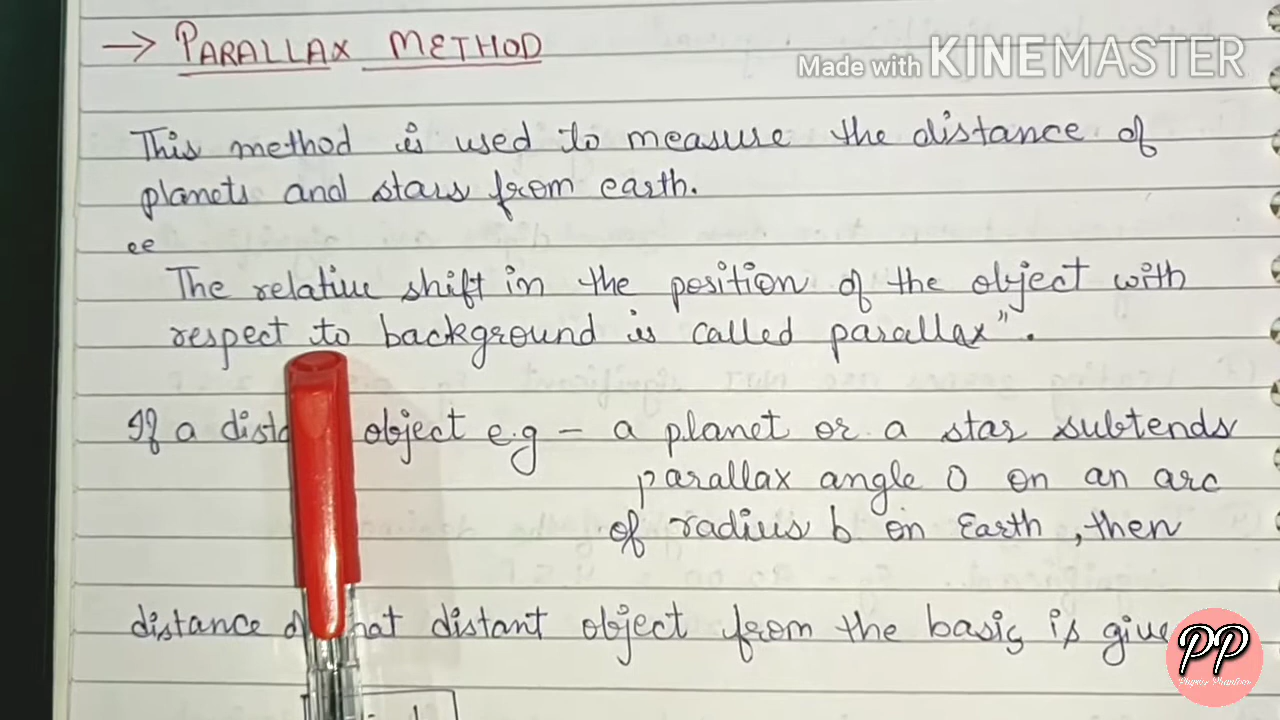 → PARALLAX METHOD
Made with KINEMASTER
This method is used to measure the distance of
planets and stars from earth.
"
The relative shift in the position of the object with
respect to background is called parallax".
If a object e.g - a planet or a star subtends
parallax angle θ on an arc
of radius b on Earth, then
distance distant object from the basis is
PP